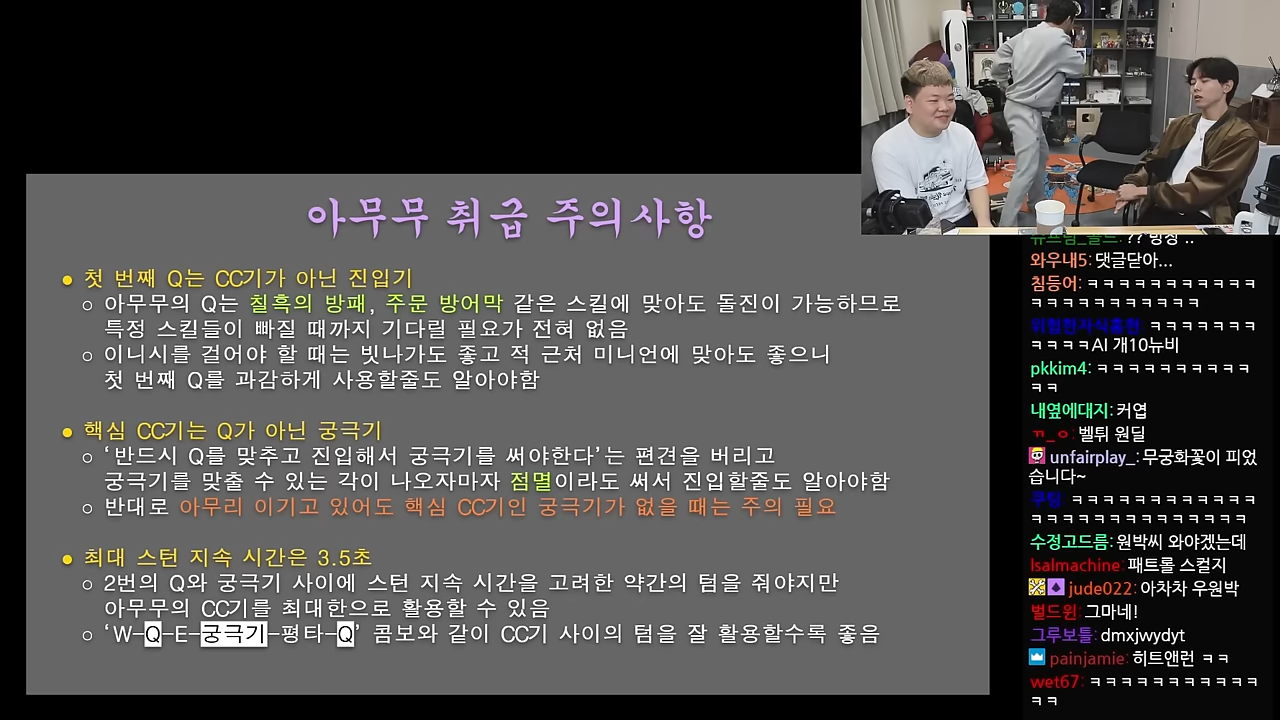 아무무 취급 주의사항
● 첫 번째 Q는 CC기가 아닌 진입기
○ 아무무의 Q는 칠흑의 방패, 주문 방어막 같은 스킬에 맞아도 돌진이 가능하므로
특정 스킬들이 빠질 때까지 기다릴 필요가 전혀 없음
○ 이니시를 걸어야 할 때는 빗나가도 좋고 적 근처 미니언에 맞아도 좋으니
첫 번째 Q를 과감하게 사용할줄도 알아야함
● 핵심 CC기는 Q가 아닌 궁극기
○ ‘반드시 Q를 맞추고 진입해서 궁극기를 써야한다’는 편견을 버리고
궁극기를 맞출 수 있는 각이 나오자마자 점멸이라도 써서 진입할줄도 알아야함
○ 반대로 아무리 이기고 있어도 핵심 CC기인 궁극기가 없을 때는 주의 필요
● 최대 스턴 지속 시간은 3.5초
○ 2번의 Q와 궁극기 사이에 스턴 지속 시간을 고려한 약간의 텀을 줘야지만
아무무의 CC기를 최대한으로 활용할 수 있음
○ ‘W-Q-E-궁극기-평타-Q’ 콤보와 같이 CC기 사이의 텀을 잘 활용할수록 좋음
와우내5: 댓글닫아...
침등어: ㅋㅋㅋㅋㅋㅋㅋㅋㅋㅋㅋ
ㅋㅋㅋㅋㅋㅋㅋㅋㅋㅋㅋ
ㅋㅋㅋㅋㅋㅋㅋ
ㅋㅋㅋㅋAI 개10뉴비
pkkim4: ㅋㅋㅋㅋㅋㅋㅋㅋㅋㅋ
ㅋㅋ
내옆에대지: 커엽
ㄲ_ㅇ: 벨튀 원딜
unfairplay_: 무궁화꽃이 피었
습니다~
ㅋㅋㅋㅋㅋㅋㅋㅋㅋㅋㅋㅋ
ㅋㅋㅋㅋㅋㅋㅋㅋㅋㅋㅋㅋㅋㅋ
수정고드름: 원박씨 와야겠는데
lsalmachine: 패트롤 스컬지
jude022: 아차차 우원박
벌드윈: 그마네!
그루보틀: dmxjwydyt
painjamie: 히트앤런 ㅋㅋ
wet67: ㅋㅋㅋㅋㅋㅋㅋㅋㅋㅋㅋ
ㅋㅋ